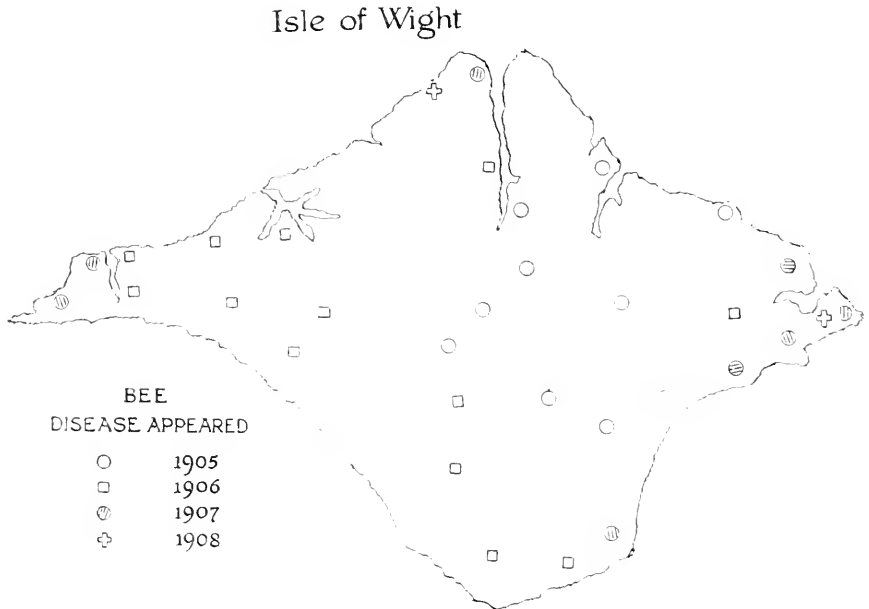 Isle of Wight
BEE
DISEASE APPEARED
1905
1906
1907
1908